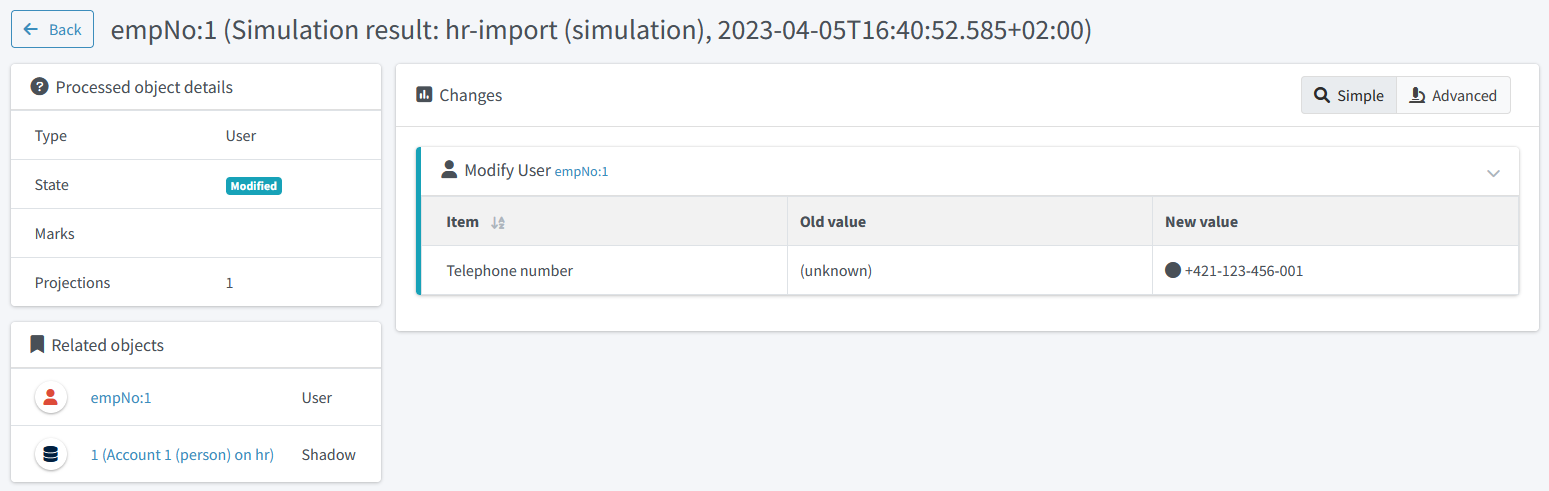 Back
empNo:1 (Simulation result: hr-import (simulation), 2023-04-05T16:40:52.585+02:00)
Processed object details
Type User
State Modified
Marks
Projections 1
Related objects
empNo:1 User
1 (Account 1 (person) on hr) Shadow
Changes
Simple Advanced
Modify User empNo:1
Item Old value New value
Telephone number (unknown) +421-123-456-001